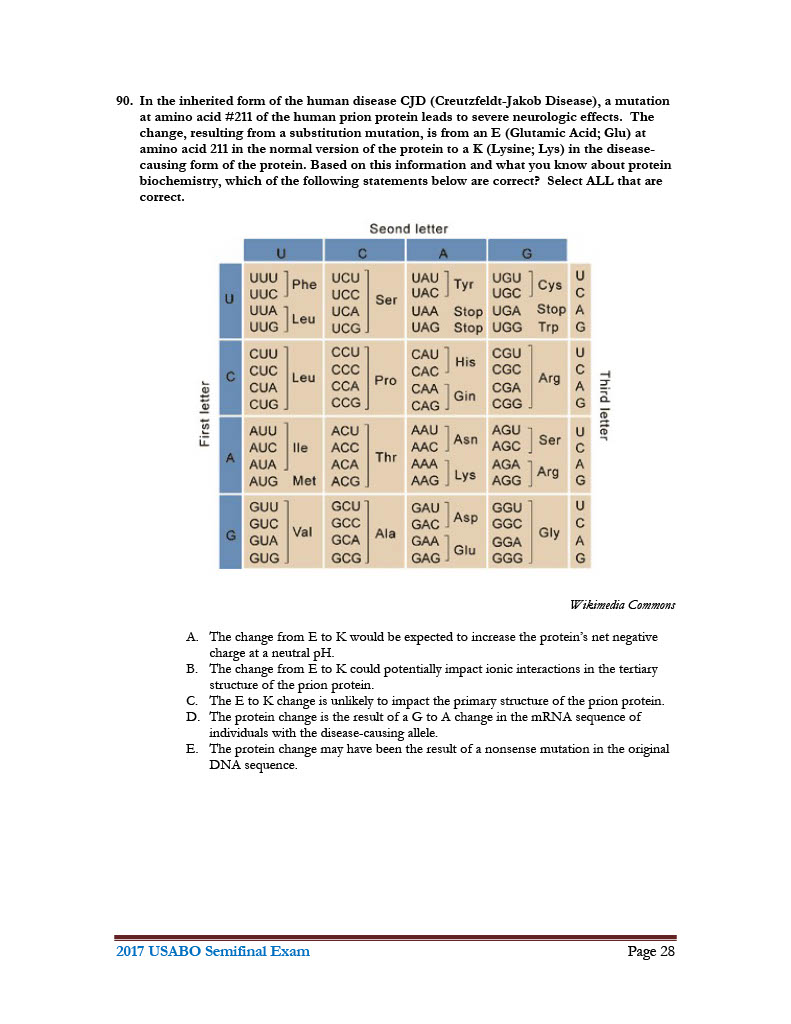 90. In the inherited form of the human disease CJD (Creutzfeldt-Jakob Disease), a mutation
at amino acid #211 of the human prion protein leads to severe neurologic effects. The
change, resulting from a substitution mutation, is from an E (Glutamic Acid; Glu) at
amino acid 211 in the normal version of the protein to a K (Lysine; Lys) in the disease-
causing form of the protein. Based on this information and what you know about protein
biochemistry, which of the following statements below are correct? Select ALL that are
correct.
Seond letter
U C A G
First letter
Third letter
U
UUU UCU UAU UGU U
UUC Phe UCC UAC Tyr UGC Cys C
UUA UCA Ser UAA Stop UGA Stop A
UUG Leu UCG UAG Stop UGG Trp G
C
CUU CCU CAU CGU U
CUC CCC CAC His CGC C
CUA Leu CCA Pro CAA CGA Arg A
CUG CCG CAG Gin CGG G
A
AUU ACU AAU AGU U
AUC Ile ACC AAC Asn AGC Ser C
AUA ACA Thr AAA AGA A
AUG Met ACG AAG Lys AGG Arg G
G
GUU GCU GAU GGU U
GUC GCC GAC Asp GGC C
GUA Val GCA Ala GAA GGA Gly A
GUG GCG GAG Glu GGG G
Wikimedia Commons
A. The change from E to K would be expected to increase the protein's net negative
charge at a neutral pH.
B. The change from E to K could potentially impact ionic interactions in the tertiary
structure of the prion protein.
C. The E to K change is unlikely to impact the primary structure of the prion protein.
D. The protein change is the result of a G to A change in the mRNA sequence of
individuals with the disease-causing allele.
E. The protein change may have been the result of a nonsense mutation in the original
DNA sequence.
2017 USABO Semifinal Exam Page 28